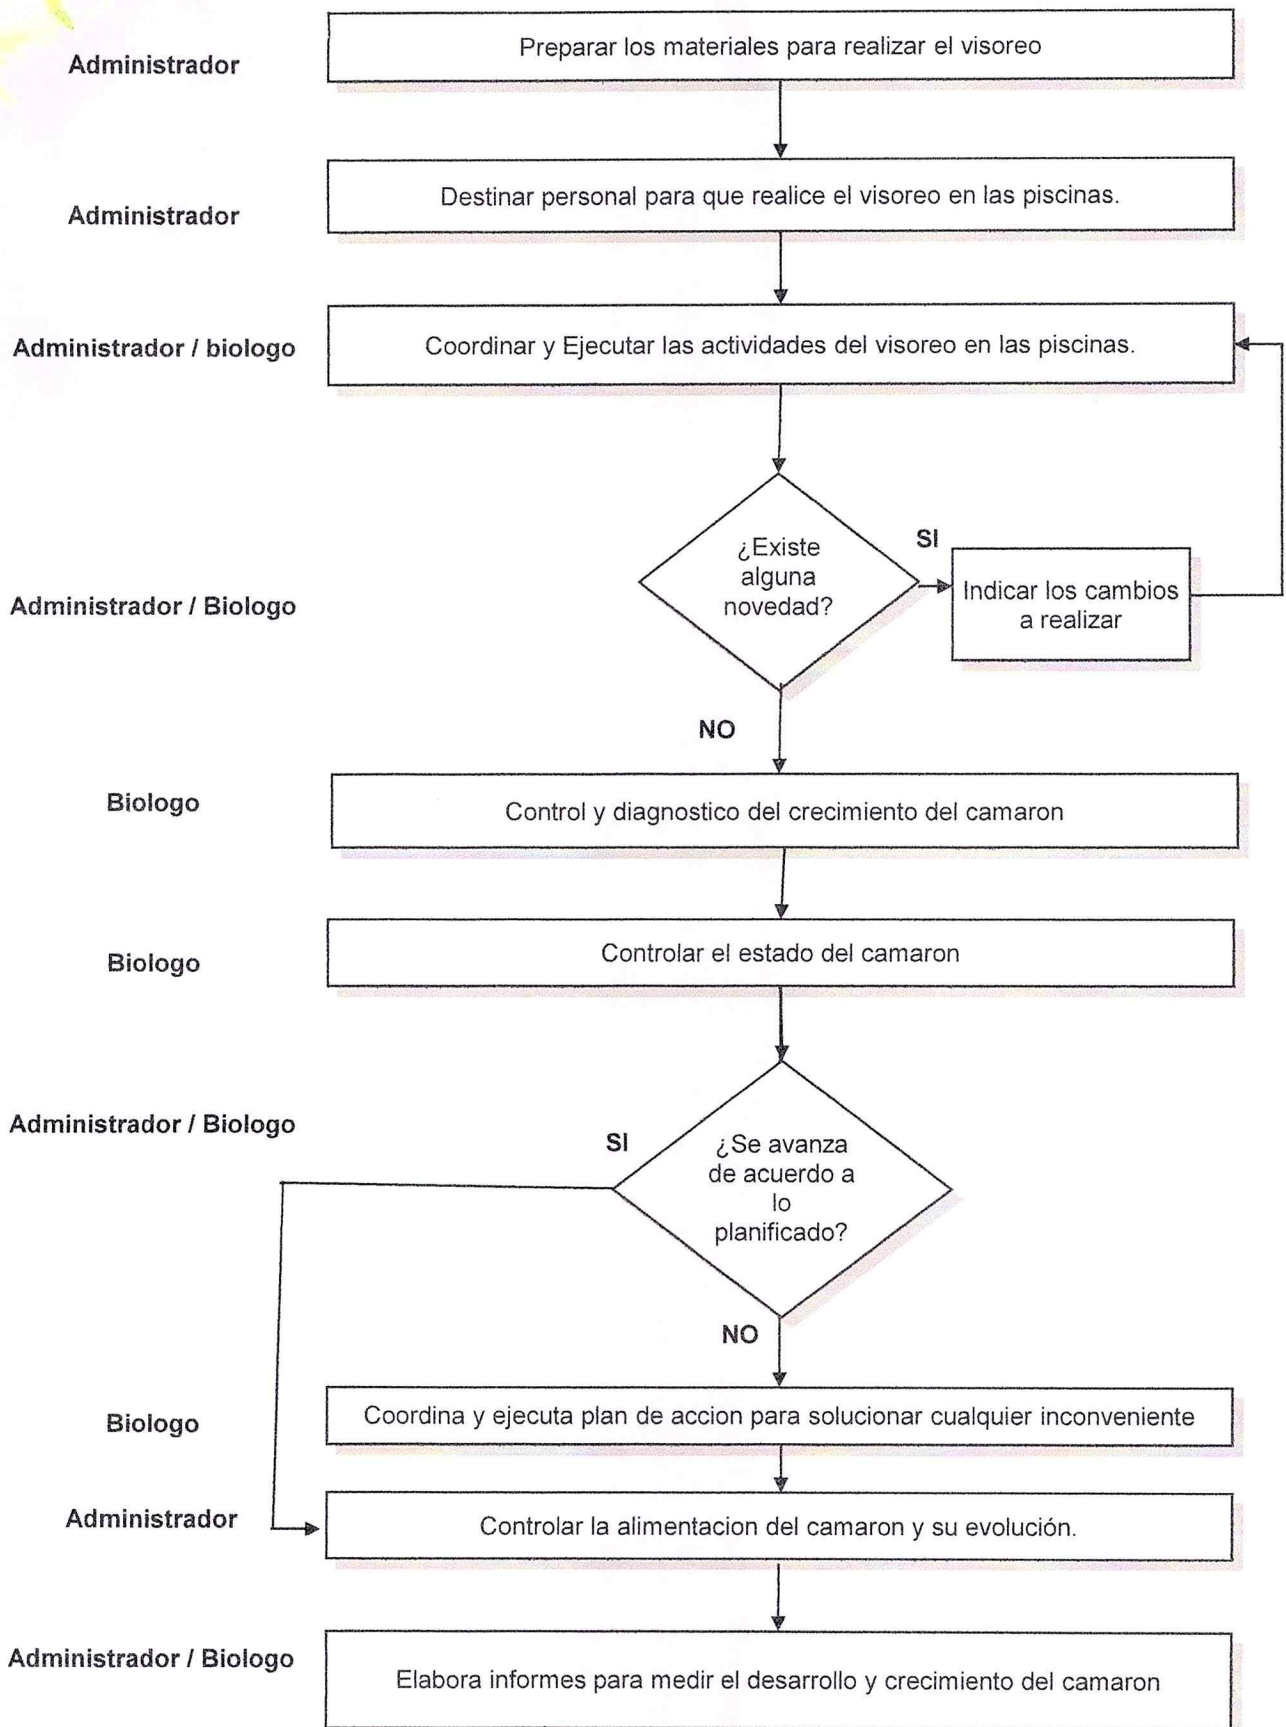 Administrador
Preparar los materiales para realizar el visoreo
Administrador
Destinar personal para que realice el visoreo en las piscinas.
Administrador / biologo
Coordinar y Ejecutar las actividades del visoreo en las piscinas.
Administrador / Biologo
¿Existe
alguna
novedad?
SI
Indicar los cambios
a realizar
NO
Biologo
Control y diagnostico del crecimiento del camaron
Biologo
Controlar el estado del camaron
Administrador / Biologo
SI
¿Se avanza
de acuerdo a
lo
planificado?
NO
Biologo
Coordina y ejecuta plan de accion para solucionar cualquier inconveniente
Administrador
Controlar la alimentacion del camaron y su evolución.
Administrador / Biologo
Elabora informes para medir el desarrollo y crecimiento del camaron